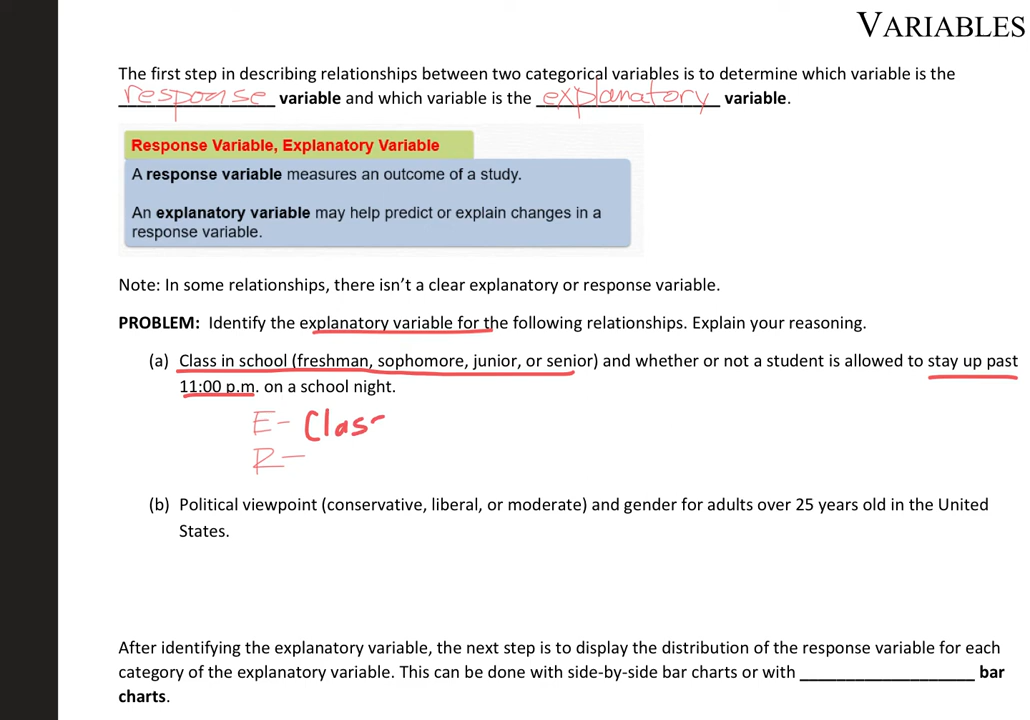 VARIABLES
The first step in describing relationships between two categorical variables is to determine which variable is the
response variable and which variable is the explanatory variable.
Response Variable, Explanatory Variable
A response variable measures an outcome of a study.
An explanatory variable may help predict or explain changes in a
response variable.
Note: In some relationships, there isn't a clear explanatory or response variable.
PROBLEM: Identify the explanatory variable for the following relationships. Explain your reasoning.
(a) Class in school (freshman, sophomore, junior, or senior) and whether or not a student is allowed to stay up past
11:00 p.m. on a school night.
E- Clas
R-
(b) Political viewpoint (conservative, liberal, or moderate) and gender for adults over 25 years old in the United
States.
After identifying the explanatory variable, the next step is to display the distribution of the response variable for each
category of the explanatory variable. This can be done with side-by-side bar charts or with ____________________ bar
charts.